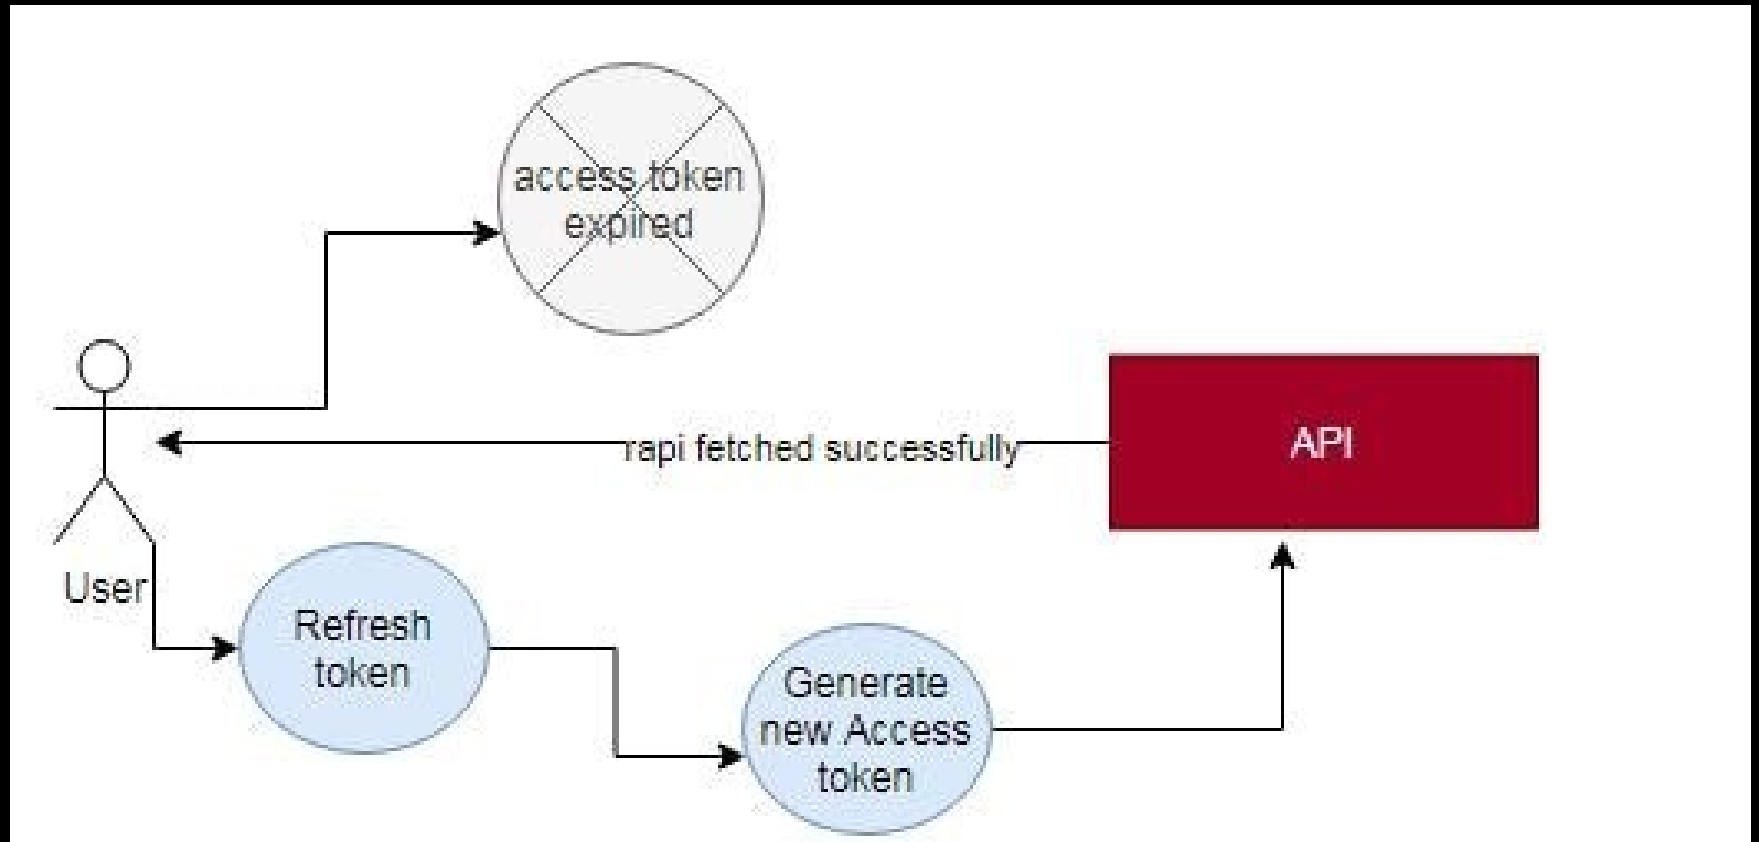 access token
expired
rapi fetched successfully
API
User
Refresh
token
Generate
new Access
token